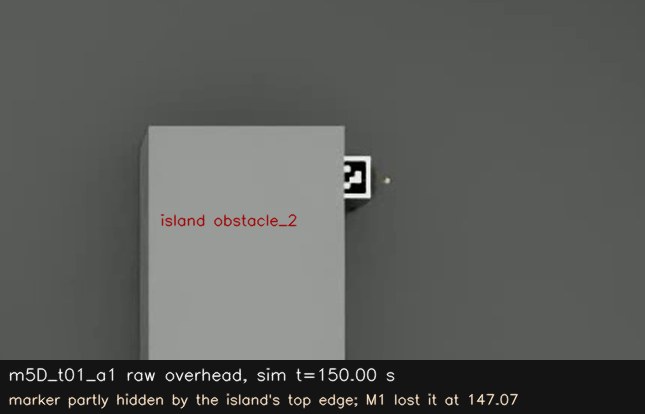 island obstacle_2
m5D_t01_a1 raw overhead, sim t=150.00 s
marker partly hidden by the island's top edge; M1 lost it at 147.07